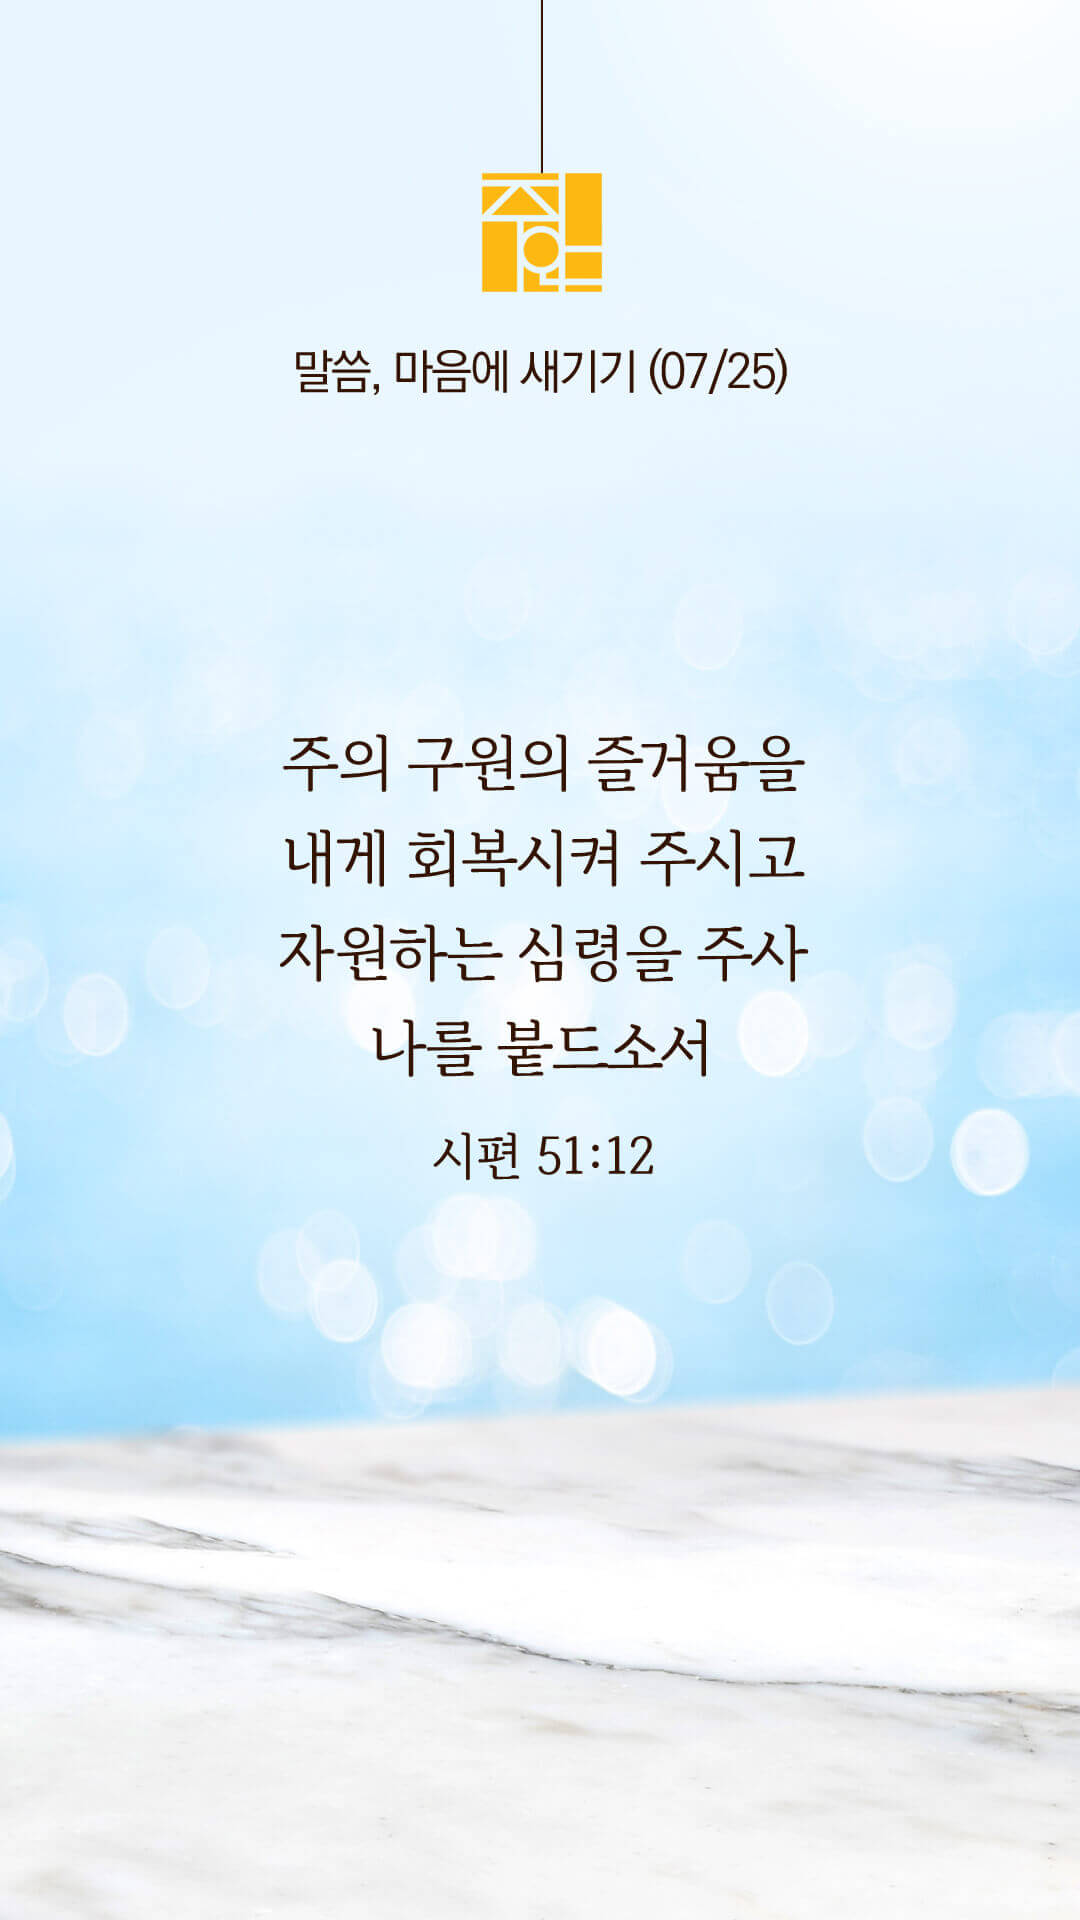 주인
말씀, 마음에 새기기 (07/25)
주의 구원의 즐거움을
내게 회복시켜 주시고
자원하는 심령을 주사
나를 붙드소서
시편 51:12